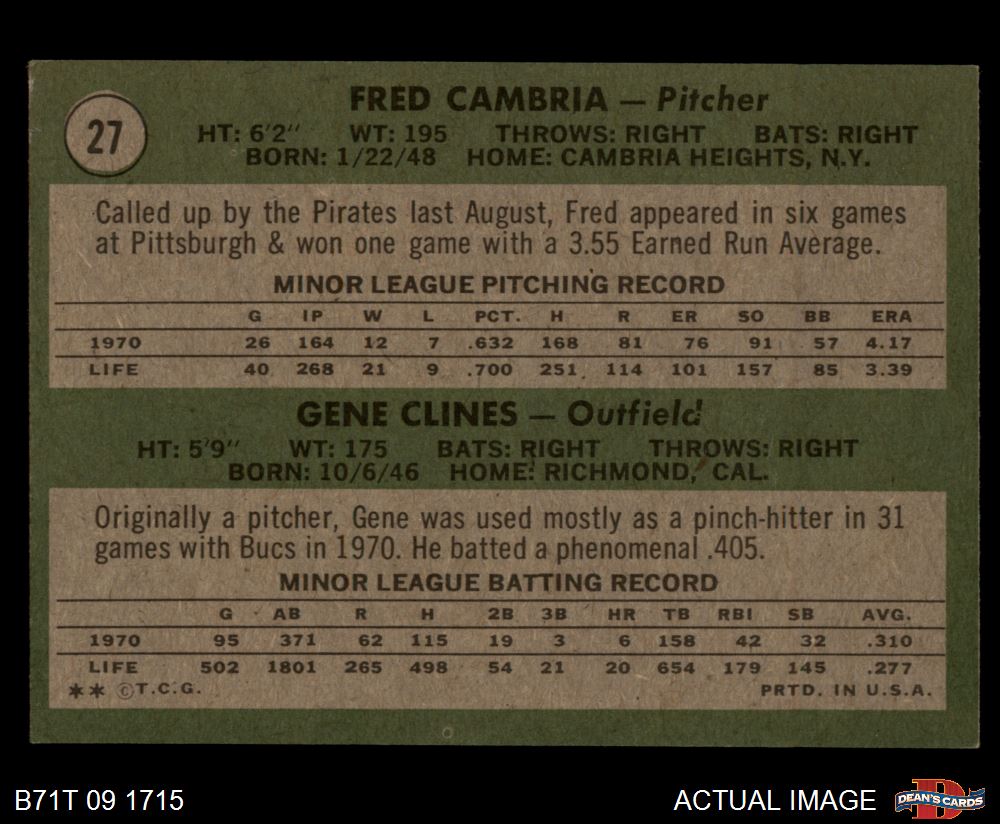 27
FRED CAMBRIA — Pitcher
HT: 6'2" WT: 195 THROWS: RIGHT BATS: RIGHT
BORN: 1/22/48 HOME: CAMBRIA HEIGHTS, N.Y.
Called up by the Pirates last August, Fred appeared in six games
at Pittsburgh & won one game with a 3.55 Earned Run Average.
MINOR LEAGUE PITCHING RECORD
G IP W L PCT. H R ER SO BB ERA
1970 26 164 12 7 .632 168 81 76 91 57 4.17
LIFE 40 268 21 9 .700 251 114 101 157 85 3.39
GENE CLINES — Outfield
HT: 5'9" WT: 175 BATS: RIGHT THROWS: RIGHT
BORN: 10/6/46 HOME: RICHMOND, CAL.
Originally a pitcher, Gene was used mostly as a pinch-hitter in 31
games with Bucs in 1970. He batted a phenomenal .405.
MINOR LEAGUE BATTING RECORD
G AB R H 2B 3B HR TB RBI SB AVG.
1970 95 371 62 115 19 3 6 158 42 32 .310
LIFE 502 1801 265 498 54 21 20 654 179 145 .277
** ©T.C.G. PRTD. IN U.S.A.
B71T 09 1715 ACTUAL IMAGE D DEAN'S CARDS